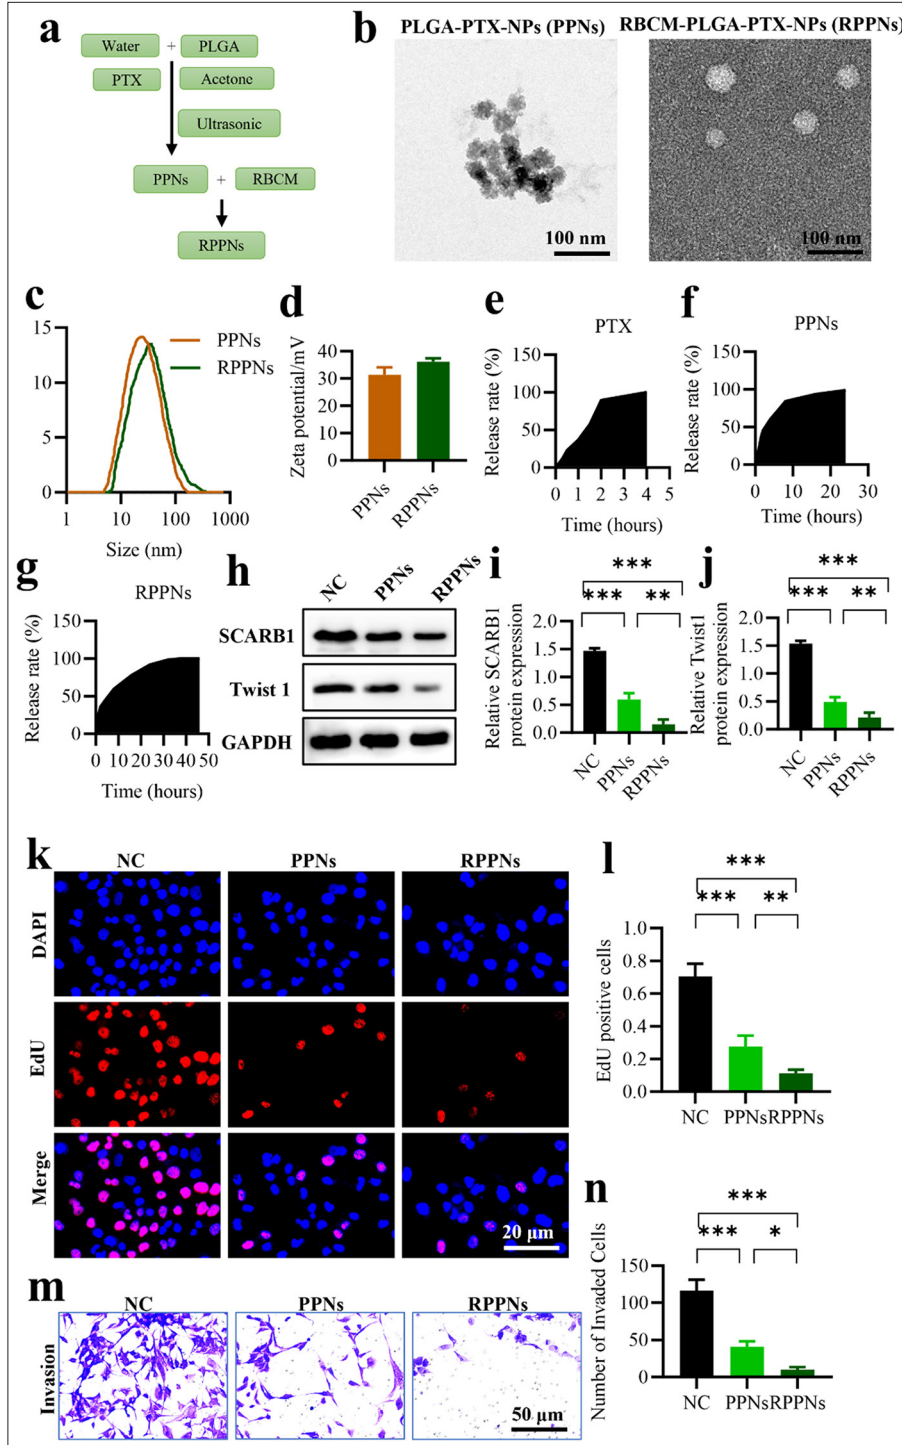 a
Water + PLGA
PTX Acetone
Ultrasonic
PPNs + RBCM
RPPNs
b
PLGA-PTX-NPs (PPNs) RBCM-PLGA-PTX-NPs (RPPNs)
100 nm 100 nm
c
15
10
5
0
1 10 100 1000
Size (nm)
PPNs
RPPNs
d
Zeta potential/mV
40
30
20
10
0
PPNs RPPNs
e
PTX
Release rate (%)
150
100
50
0
0 1 2 3 4 5
Time (hours)
f
PPNs
Release rate (%)
150
100
50
0
0 10 20 30
Time (hours)
g
RPPNs
Release rate (%)
150
100
50
0
0 10 20 30 40 50
Time (hours)
h
NC PPNs RPPNs
SCARB1
Twist 1
GAPDH
i
***
*** **
Relative SCARB1
protein expression
2.0
1.5
1.0
0.5
0.0
NC PPNs RPPNs
j
***
*** **
Relative Twist1
protein expression
2.0
1.5
1.0
0.5
0.0
NC PPNs RPPNs
k
NC PPNs RPPNs
DAPI
EdU
Merge
20 μm
l
***
*** **
EdU positive cells
1.0
0.8
0.6
0.4
0.2
0.0
NC PPNs RPPNs
m
NC PPNs RPPNs
Invasion
50 μm
n
***
*** *
Number of Invaded Cells
150
100
50
0
NC PPNs RPPNs